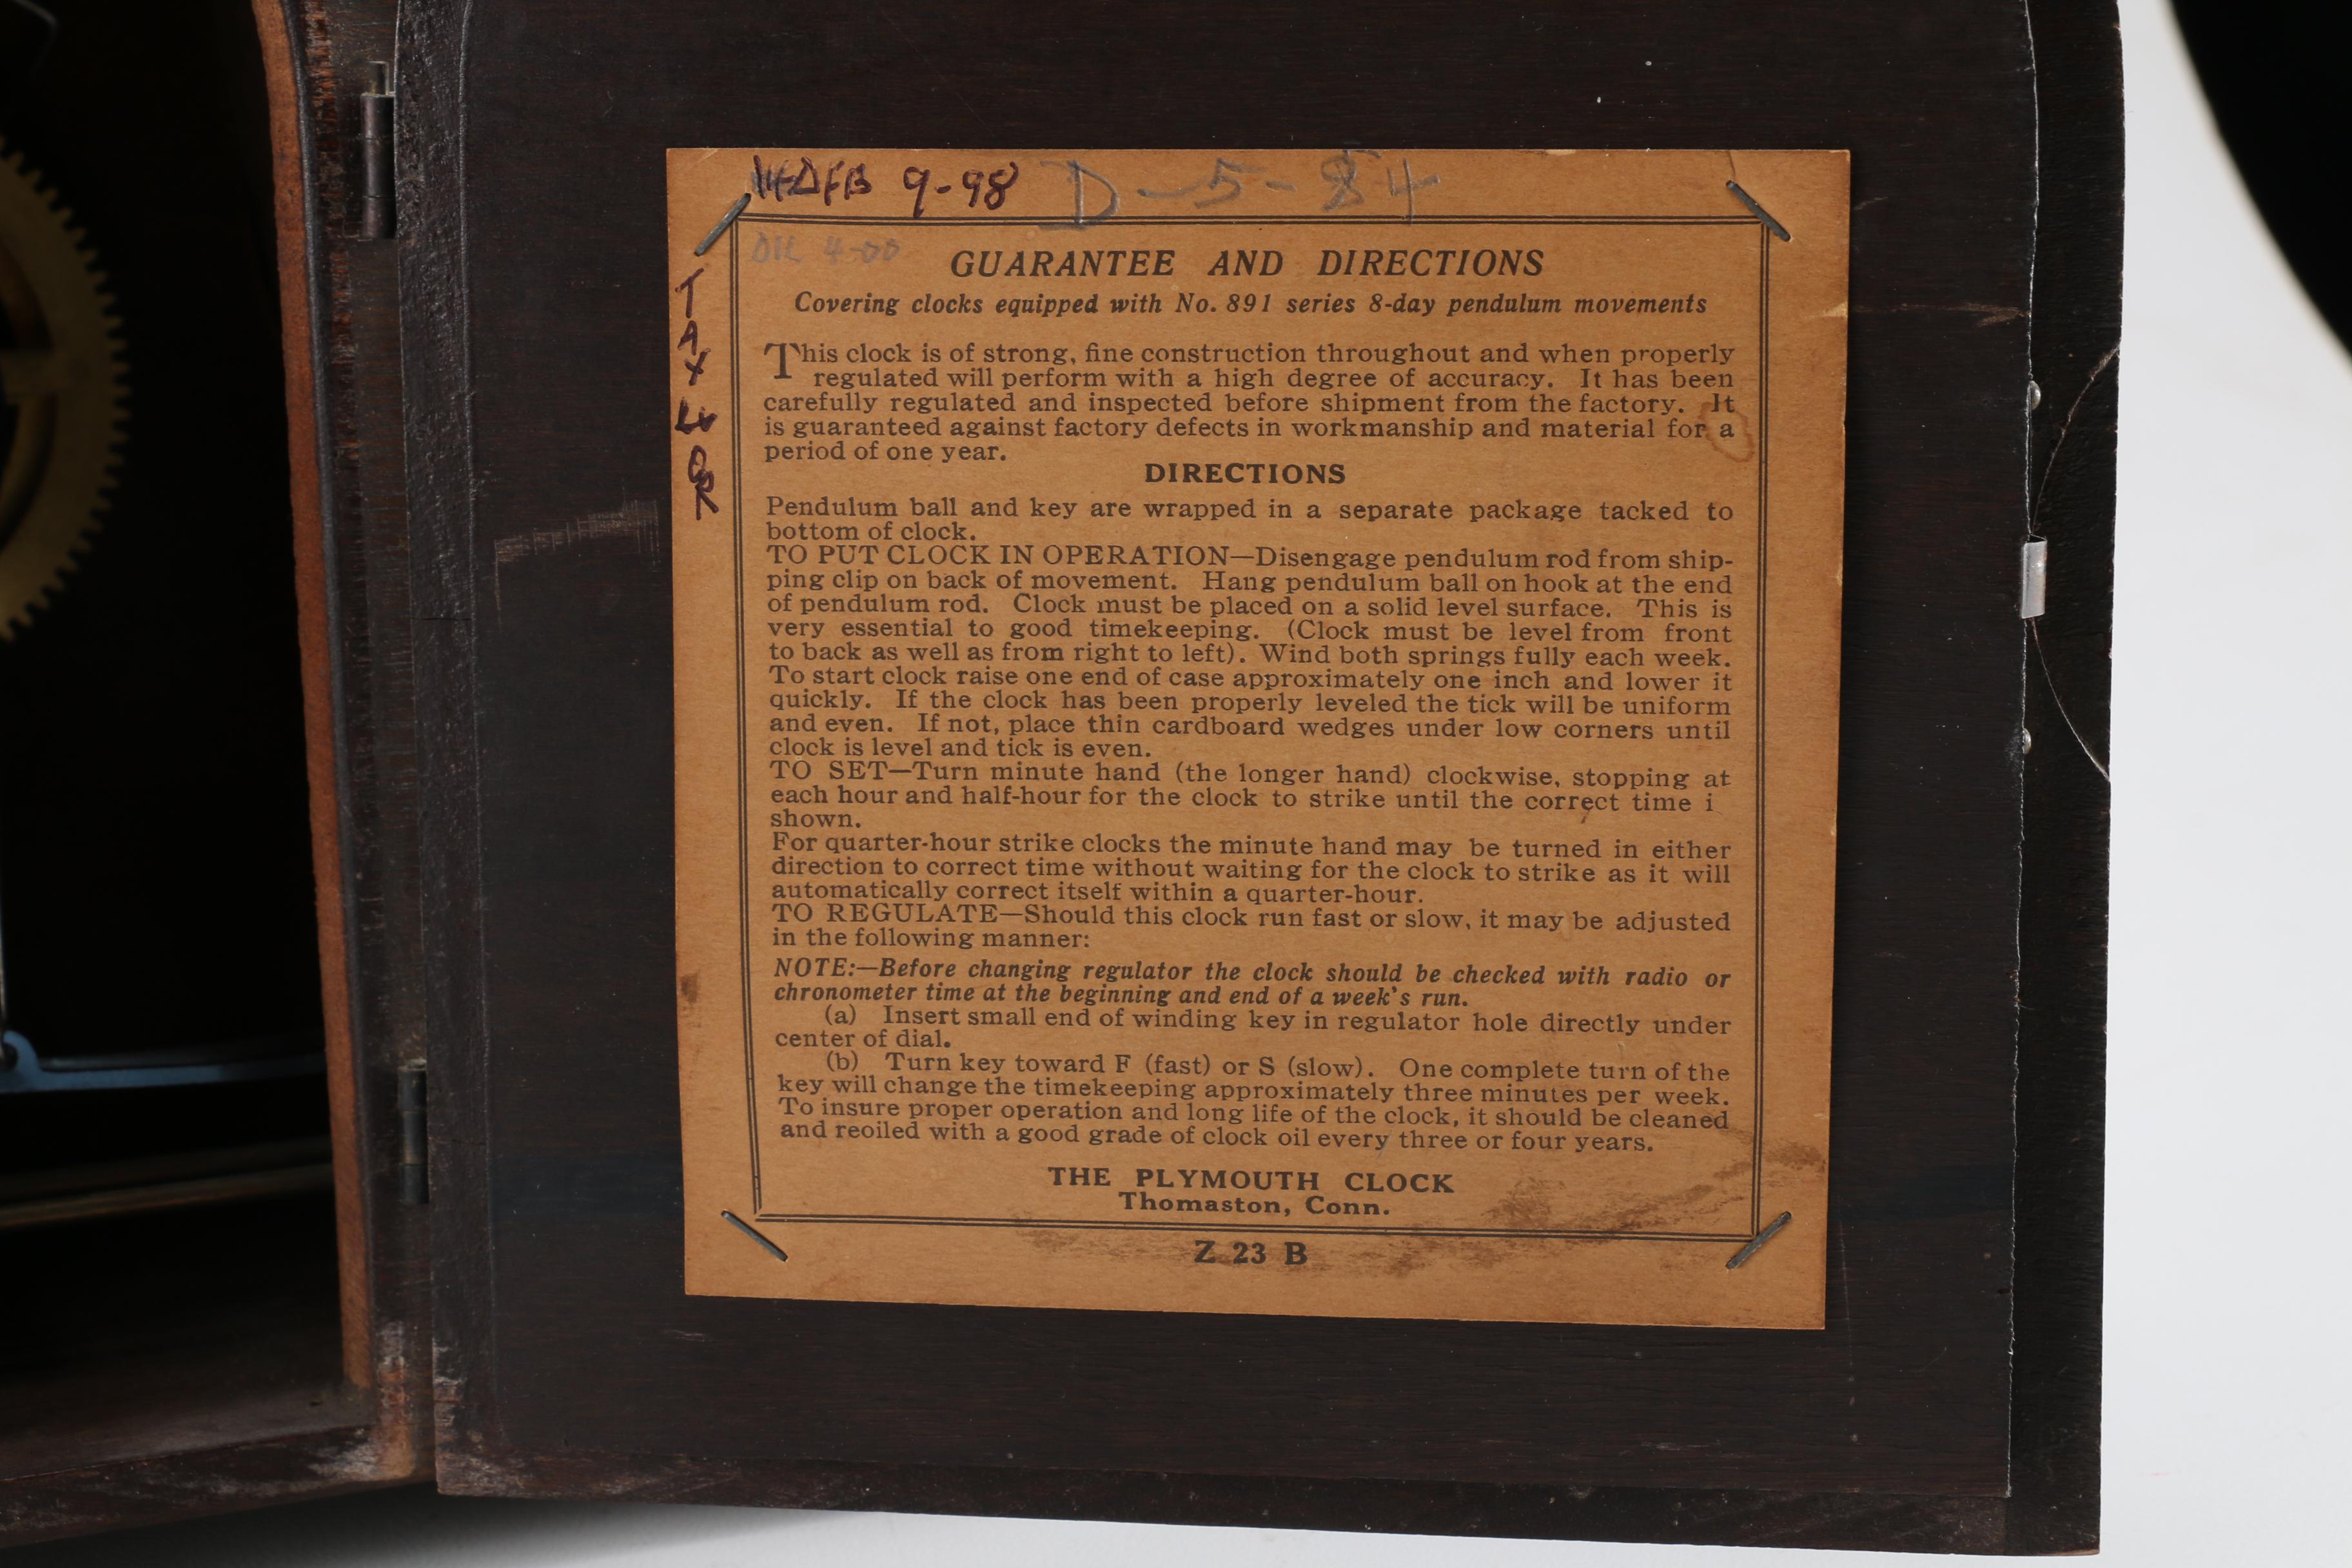 9-98 D-5-84
DK 4-00
TAYLOR
GUARANTEE AND DIRECTIONS
Covering clocks equipped with No. 891 series 8-day pendulum movements
This clock is of strong, fine construction throughout and when properly
regulated will perform with a high degree of accuracy. It has been
carefully regulated and inspected before shipment from the factory. It
is guaranteed against factory defects in workmanship and material for a
period of one year.
DIRECTIONS
Pendulum ball and key are wrapped in a separate package tacked to
bottom of clock.
TO PUT CLOCK IN OPERATION—Disengage pendulum rod from ship-
ping clip on back of movement. Hang pendulum ball on hook at the end
of pendulum rod. Clock must be placed on a solid level surface. This is
very essential to good timekeeping. (Clock must be level from front
to back as well as from right to left). Wind both springs fully each week.
To start clock raise one end of case approximately one inch and lower it
quickly. If the clock has been properly leveled the tick will be uniform
and even. If not, place thin cardboard wedges under low corners until
clock is level and tick is even.
TO SET—Turn minute hand (the longer hand) clockwise, stopping at
each hour and half-hour for the clock to strike until the correct time i
shown.
For quarter-hour strike clocks the minute hand may be turned in either
direction to correct time without waiting for the clock to strike as it will
automatically correct itself within a quarter-hour.
TO REGULATE—Should this clock run fast or slow, it may be adjusted
in the following manner:
NOTE:—Before changing regulator the clock should be checked with radio or
chronometer time at the beginning and end of a week's run.
(a) Insert small end of winding key in regulator hole directly under
center of dial.
(b) Turn key toward F (fast) or S (slow). One complete turn of the
key will change the timekeeping approximately three minutes per week.
To insure proper operation and long life of the clock, it should be cleaned
and reoiled with a good grade of clock oil every three or four years.
THE PLYMOUTH CLOCK
Thomaston, Conn.
Z 23 B